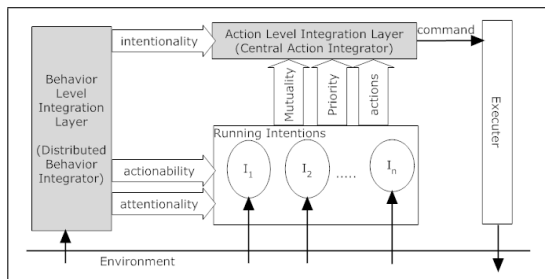 intentionality
Action Level Integration Layer
(Central Action Integrator)
command
Behavior
Level
Integration
Layer
(Distributed
Behavior
Integrator)
Mutuality
Priority
actions
Executer
Running Intentions
actionability
attentionality
I1
I2
.....
In
Environment